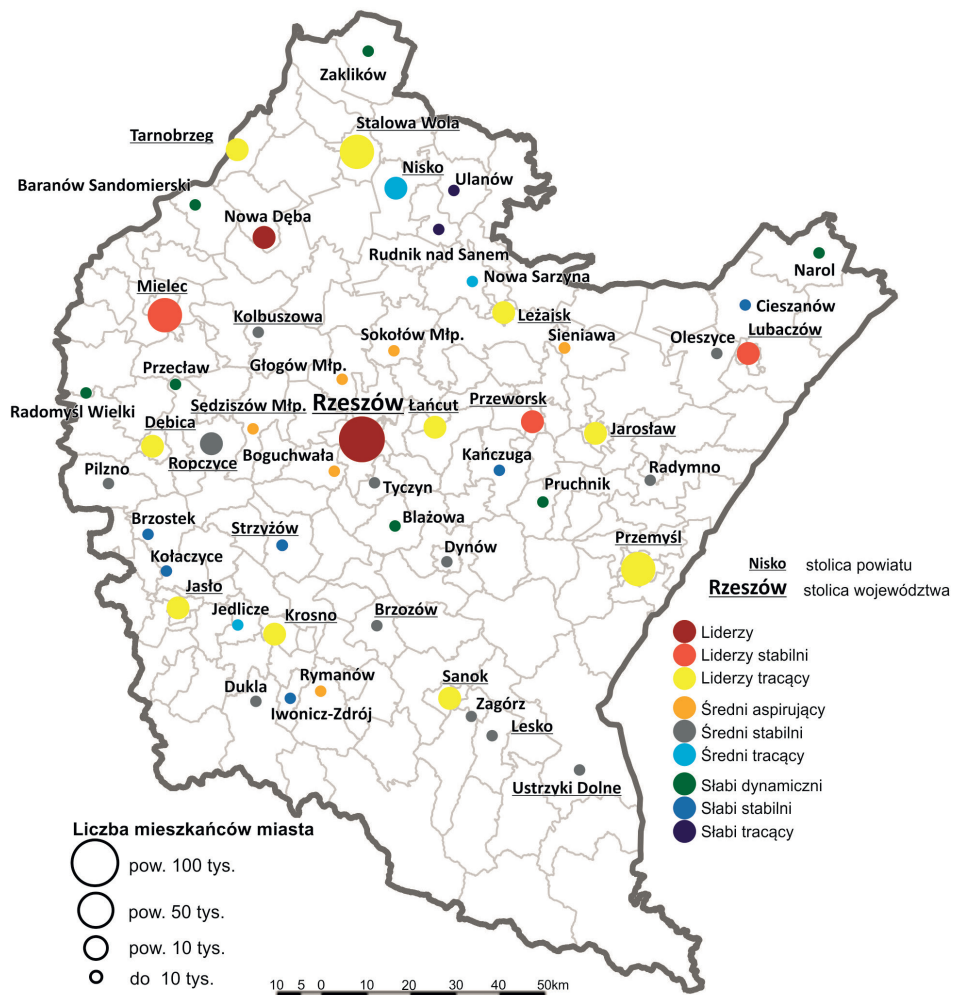 Zaklików
Stalowa Wola
Tarnobrzeg
Nisko
Ulanów
Baranów Sandomierski
Nowa Dęba
Rudnik nad Sanem
Narol
Nowa Sarzyna
Mielec
Cieszanów
Kolbuszowa
Leżajsk
Lubaczów
Sokołów Młp.
Sieniawa
Oleszyce
Głogów Młp.
Przecław
Radomyśl Wielki
Sędziszów Młp.
Rzeszów
Łańcut
Przeworsk
Dębica
Jarosław
Ropczyce
Boguchwała
Kańczuga
Pilzno
Tyczyn
Radymno
Pruchnik
Brzostek
Strzyżów
Błażowa
Przemyśl
Kołaczyce
Dynów
Jasło
Jedlicze
Krosno
Brzozów
Dukla
Rymanów
Iwonicz-Zdrój
Sanok
Zagórz
Lesko
Ustrzyki Dolne
Nisko stolica powiatu
Rzeszów stolica województwa
Liderzy
Liderzy stabilni
Liderzy tracący
Średni aspirujący
Średni stabilni
Średni tracący
Słabi dynamiczni
Słabi stabilni
Słabi tracący
Liczba mieszkańców miasta
pow. 100 tys.
pow. 50 tys.
pow. 10 tys.
do 10 tys.
10 5 0 10 20 30 40 50km